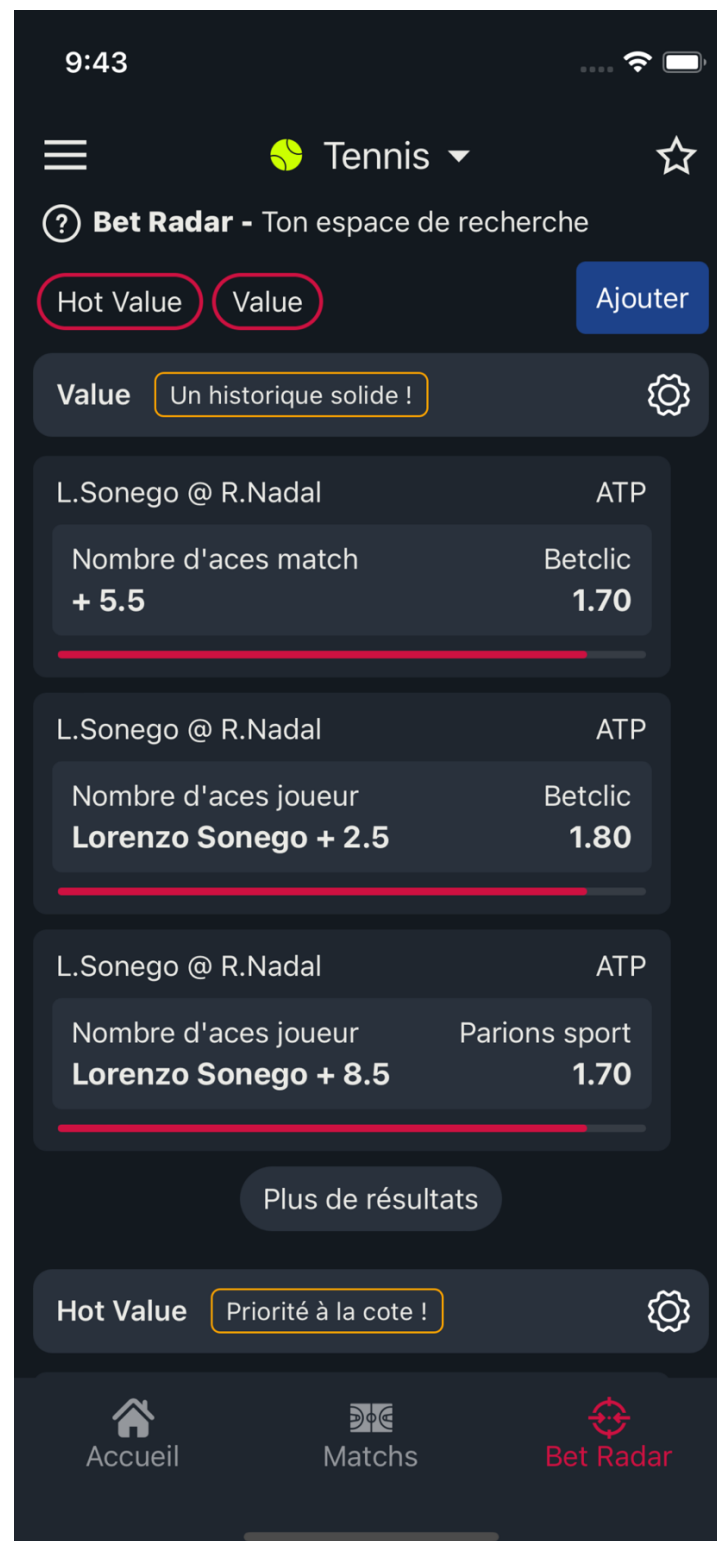 9:43
Tennis
? Bet Radar - Ton espace de recherche
Hot Value Value Ajouter
Value Un historique solide !
L.Sonego @ R.Nadal ATP
Nombre d'aces match Betclic
+ 5.5 1.70
L.Sonego @ R.Nadal ATP
Nombre d'aces joueur Betclic
Lorenzo Sonego + 2.5 1.80
L.Sonego @ R.Nadal ATP
Nombre d'aces joueur Parions sport
Lorenzo Sonego + 8.5 1.70
Plus de résultats
Hot Value Priorité à la cote !
Accueil Matchs Bet Radar